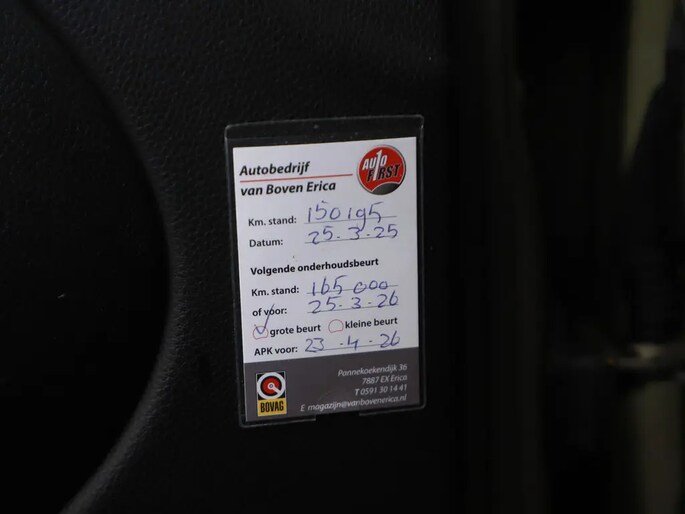 Autobedrijf
van Boven Erica
AUTO
FIRST
Km. stand: 150195
Datum: 25.3.25
Volgende onderhoudsbeurt
Km. stand: 165 000
of voor: 25.3.26
grote beurt kleine beurt
APK voor: 23-4-26
BOVAG
Pannekoekendijk 36
7887 EX Erica
T 0591 30 14 41
E magazijn@vanbovenerica.nl